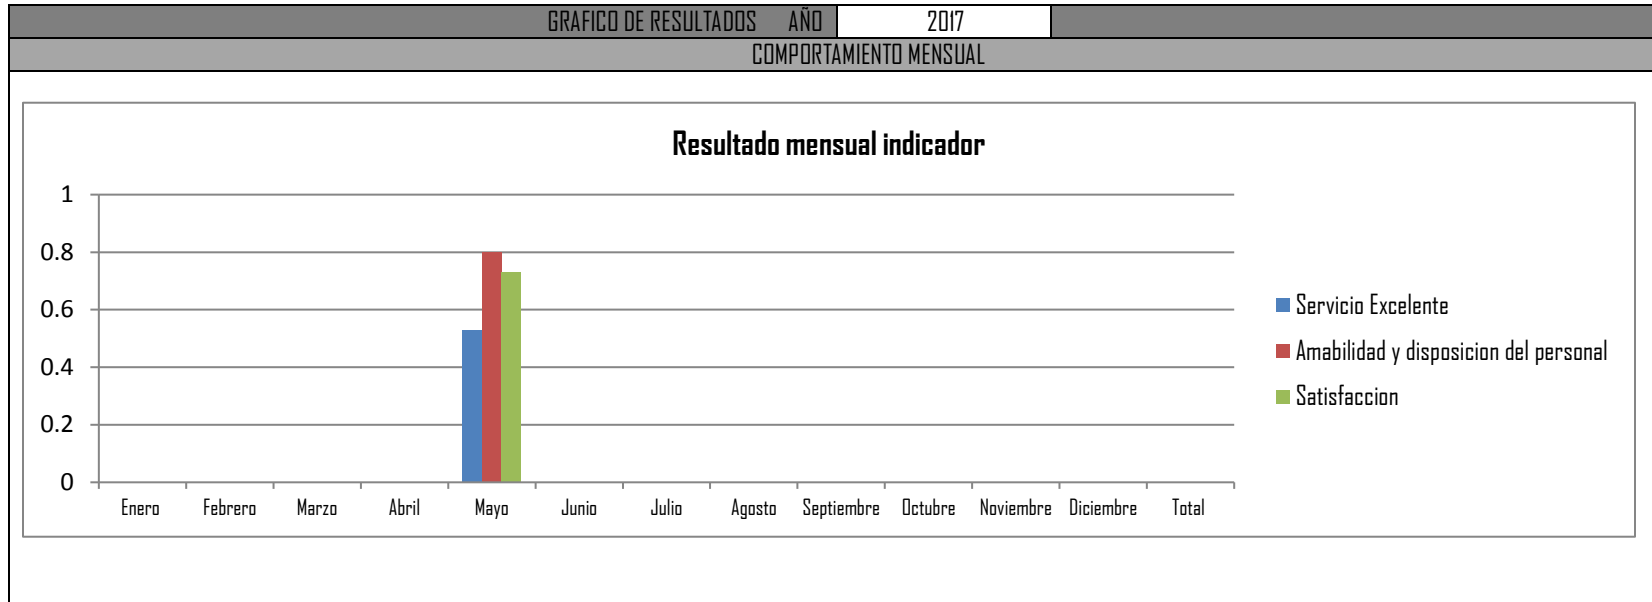 GRAFICO DE RESULTADOS AÑO 2017
COMPORTAMIENTO MENSUAL
Resultado mensual indicador
1
0.8
0.6
0.4
0.2
0
Enero Febrero Marzo Abril Mayo Junio Julio Agosto Septiembre Octubre Noviembre Diciembre Total
Servicio Excelente
Amabilidad y disposicion del personal
Satisfaccion